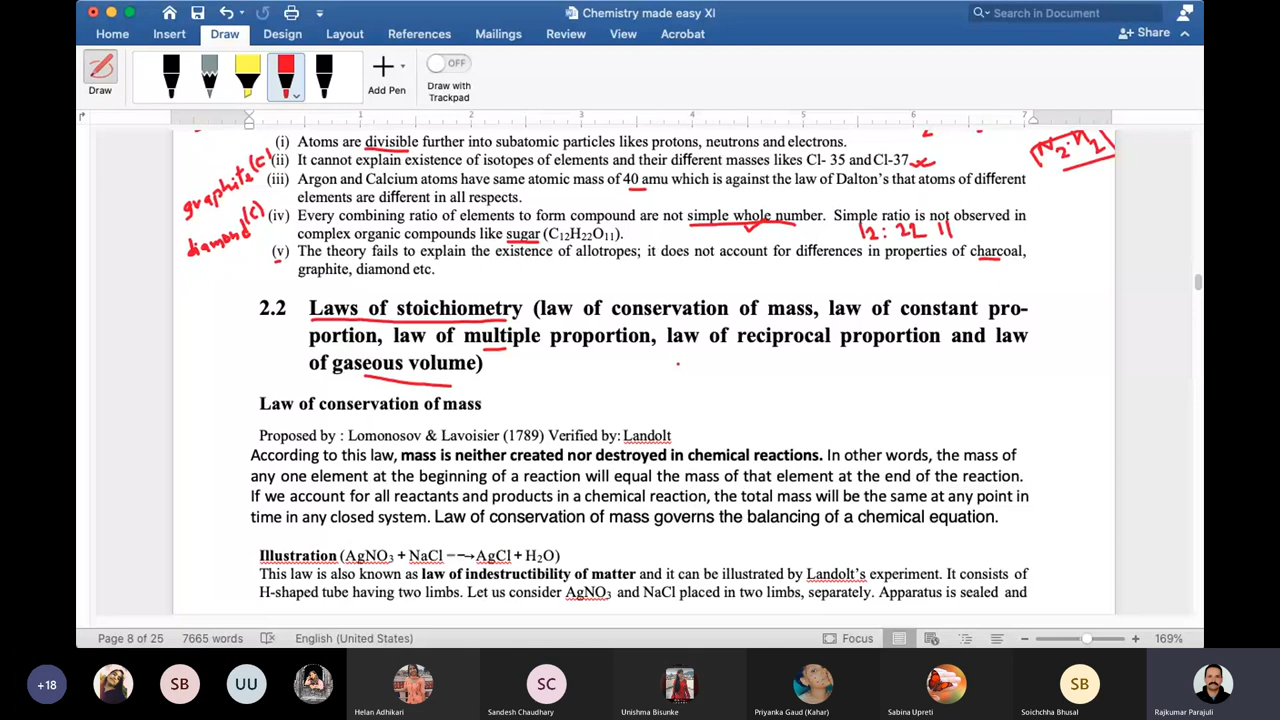 Chemistry made easy XI
Search in Document
Home Insert Draw Design Layout References Mailings Review View Acrobat
Share
Draw
Add Pen
OFF
Draw with
Trackpad
1 2 3 4 5 6 7
(i) Atoms are divisible further into subatomic particles likes protons, neutrons and electrons.
(ii) It cannot explain existence of isotopes of elements and their different masses likes Cl- 35 and Cl-37.
(iii) Argon and Calcium atoms have same atomic mass of 40 amu which is against the law of Dalton's that atoms of different
elements are different in all respects.
graphite (C)
(iv) Every combining ratio of elements to form compound are not simple whole number. Simple ratio is not observed in
complex organic compounds like sugar (C12H22O11).
12: 22 11
diamond (C)
(v) The theory fails to explain the existence of allotropes; it does not account for differences in properties of charcoal,
graphite, diamond etc.
2.2 Laws of stoichiometry (law of conservation of mass, law of constant pro-
portion, law of multiple proportion, law of reciprocal proportion and law
of gaseous volume)
Law of conservation of mass
Proposed by : Lomonosov & Lavoisier (1789) Verified by: Landolt
According to this law, mass is neither created nor destroyed in chemical reactions. In other words, the mass of
any one element at the beginning of a reaction will equal the mass of that element at the end of the reaction.
If we account for all reactants and products in a chemical reaction, the total mass will be the same at any point in
time in any closed system. Law of conservation of mass governs the balancing of a chemical equation.
Illustration (AgNO3 + NaCl −−→AgCl + H2O)
This law is also known as law of indestructibility of matter and it can be illustrated by Landolt's experiment. It consists of
H-shaped tube having two limbs. Let us consider AgNO3 and NaCl placed in two limbs, separately. Apparatus is sealed and
Page 8 of 25 7665 words English (United States) Focus 169%
+18 SB UU SC SB
Helan Adhikari Sandesh Chaudhary Unishma Bisunke Priyanka Gaud (Kahar) Sabina Upreti Soichchha Bhusal Rajkumar Parajuli